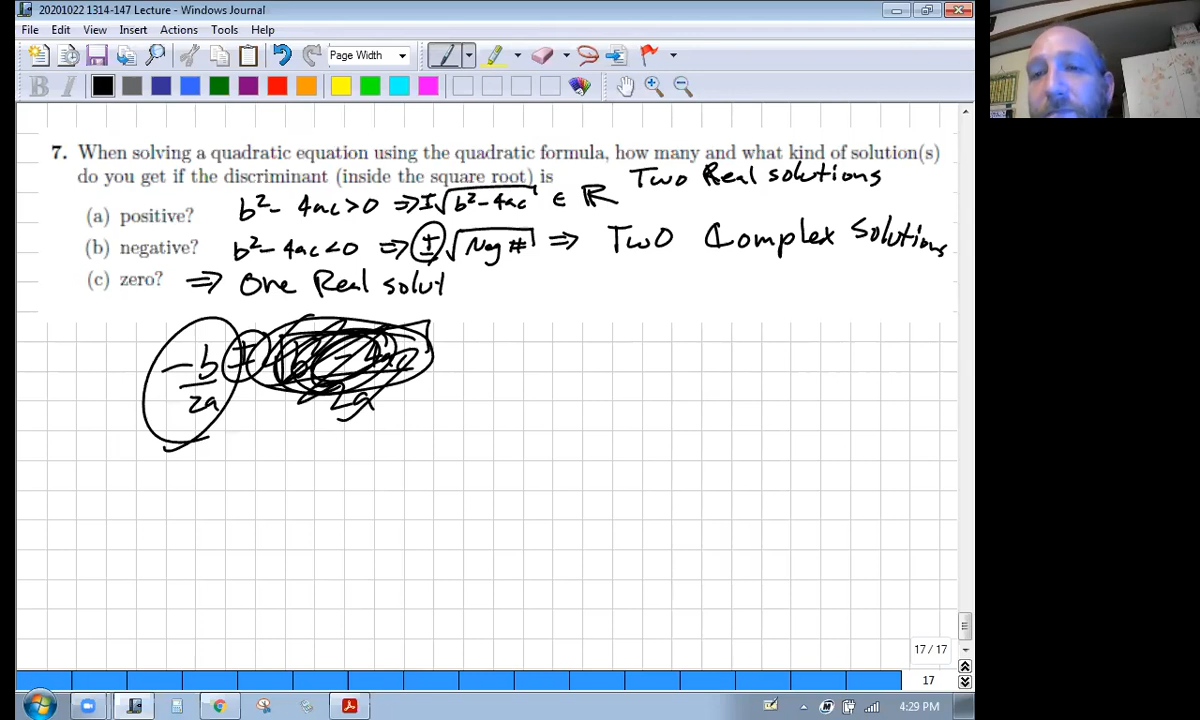 20201022 1314-147 Lecture - Windows Journal
File Edit View Insert Actions Tools Help
Page Width
B I
7. When solving a quadratic equation using the quadratic formula, how many and what kind of solution(s)
do you get if the discriminant (inside the square root) is Two Real solutions
(a) positive? b² - 4ac > 0 ⇒ ±√(b² - 4ac) ∈ ℝ
(b) negative? b² - 4ac < 0 ⇒ ± √(Neg #) ⇒ Two Complex Solutions
(c) zero? ⇒ One Real solut
-b/2a ± √(b² - 4ac)/2a
17 / 17
17
4:29 PM